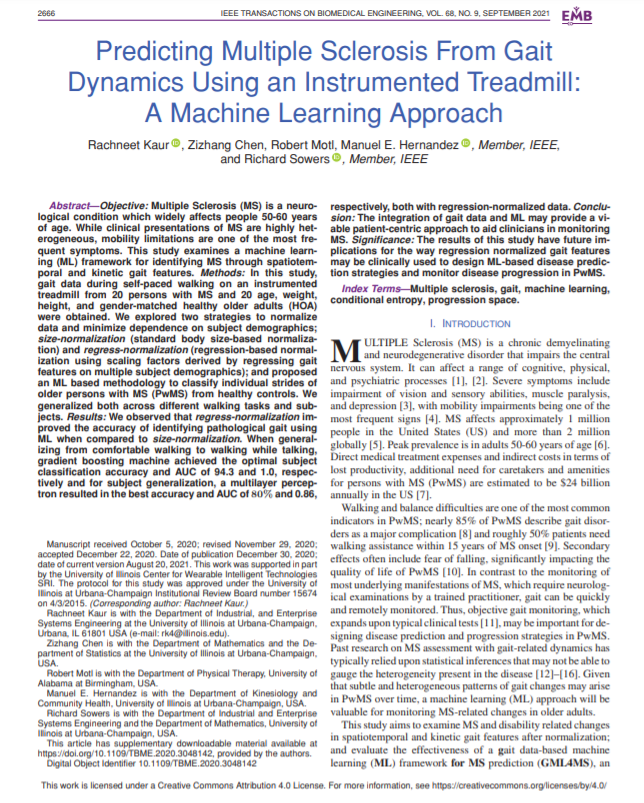 2666
IEEE TRANSACTIONS ON BIOMEDICAL ENGINEERING, VOL. 68, NO. 9, SEPTEMBER 2021
EMB
Predicting Multiple Sclerosis From Gait
Dynamics Using an Instrumented Treadmill:
A Machine Learning Approach
Rachneet Kaur, Zizhang Chen, Robert Motl, Manuel E. Hernandez, Member, IEEE,
and Richard Sowers, Member, IEEE
Abstract—Objective: Multiple Sclerosis (MS) is a neuro-
logical condition which widely affects people 50-60 years
of age. While clinical presentations of MS are highly het-
erogeneous, mobility limitations are one of the most fre-
quent symptoms. This study examines a machine learn-
ing (ML) framework for identifying MS through spatiotem-
poral and kinetic gait features. Methods: In this study,
gait data during self-paced walking on an instrumented
treadmill from 20 persons with MS and 20 age, weight,
height, and gender-matched healthy older adults (HOA)
were obtained. We explored two strategies to normalize
data and minimize dependence on subject demographics;
size-normalization (standard body size-based normaliza-
tion) and regress-normalization (regression-based normal-
ization using scaling factors derived by regressing gait
features on multiple subject demographics); and proposed
an ML based methodology to classify individual strides of
older persons with MS (PwMS) from healthy controls. We
generalized both across different walking tasks and sub-
jects. Results: We observed that regress-normalization im-
proved the accuracy of identifying pathological gait using
ML when compared to size-normalization. When general-
izing from comfortable walking to walking while talking,
gradient boosting machine achieved the optimal subject
classification accuracy and AUC of 94.3 and 1.0, respec-
tively and for subject generalization, a multilayer percep-
tron resulted in the best accuracy and AUC of 80% and 0.86,
Manuscript received October 5, 2020; revised November 29, 2020;
accepted December 22, 2020. Date of publication December 30, 2020;
date of current version August 20, 2021. This work was supported in part
by the University of Illinois Center for Wearable Intelligent Technologies
SRI. The protocol for this study was approved under the University of
Illinois at Urbana-Champaign Institutional Review Board number 15674
on 4/3/2015. (Corresponding author: Rachneet Kaur.)
Rachneet Kaur is with the Department of Industrial, and Enterprise
Systems Engineering at the University of Illinois at Urbana-Champaign,
Urbana, IL 61801 USA (e-mail: rk4@illinois.edu).
Zizhang Chen is with the Department of Mathematics and the De-
partment of Statistics at the University of Illinois at Urbana-Champaign,
USA.
Robert Motl is with the Department of Physical Therapy, University of
Alabama at Birmingham, USA.
Manuel E. Hernandez is with the Department of Kinesiology and
Community Health, University of Illinois at Urbana-Champaign, USA.
Richard Sowers is with the Department of Industrial and Enterprise
Systems Engineering and the Department of Mathematics, University of
Illinois at Urbana-Champaign, USA.
This article has supplementary downloadable material available at
https://doi.org/10.1109/TBME.2020.3048142, provided by the authors.
Digital Object Identifier 10.1109/TBME.2020.3048142
respectively, both with regression-normalized data. Conclu-
sion: The integration of gait data and ML may provide a vi-
able patient-centric approach to aid clinicians in monitoring
MS. Significance: The results of this study have future im-
plications for the way regression normalized gait features
may be clinically used to design ML-based disease predic-
tion strategies and monitor disease progression in PwMS.
Index Terms—Multiple sclerosis, gait, machine learning,
conditional entropy, progression space.
I. INTRODUCTION
MULTIPLE Sclerosis (MS) is a chronic demyelinating
and neurodegenerative disorder that impairs the central
nervous system. It can affect a range of cognitive, physical,
and psychiatric processes [1], [2]. Severe symptoms include
impairment of vision and sensory abilities, muscle paralysis,
and depression [3], with mobility impairments being one of the
most frequent signs [4]. MS affects approximately 1 million
people in the United States (US) and more than 2 million
globally [5]. Peak prevalence is in adults 50-60 years of age [6].
Direct medical treatment expenses and indirect costs in terms of
lost productivity, additional need for caretakers and amenities
for persons with MS (PwMS) are estimated to be $24 billion
annually in the US [7].
Walking and balance difficulties are one of the most common
indicators in PwMS; nearly 85% of PwMS describe gait disor-
ders as a major complication [8] and roughly 50% patients need
walking assistance within 15 years of MS onset [9]. Secondary
effects often include fear of falling, significantly impacting the
quality of life of PwMS [10]. In contrast to the monitoring of
most underlying manifestations of MS, which require neurolog-
ical examinations by a trained practitioner, gait can be quickly
and remotely monitored. Thus, objective gait monitoring, which
expands upon typical clinical tests [11], may be important for de-
signing disease prediction and progression strategies in PwMS.
Past research on MS assessment with gait-related dynamics has
typically relied upon statistical inferences that may not be able to
gauge the heterogeneity present in the disease [12]–[16]. Given
that subtle and heterogeneous patterns of gait changes may arise
in PwMS over time, a machine learning (ML) approach will be
valuable for monitoring MS-related changes in older adults.
This study aims to examine MS and disability related changes
in spatiotemporal and kinetic gait features after normalization;
and evaluate the effectiveness of a gait data-based machine
learning (ML) framework for MS prediction (GML4MS), an
This work is licensed under a Creative Commons Attribution 4.0 License. For more information, see https://creativecommons.org/licenses/by/4.0/